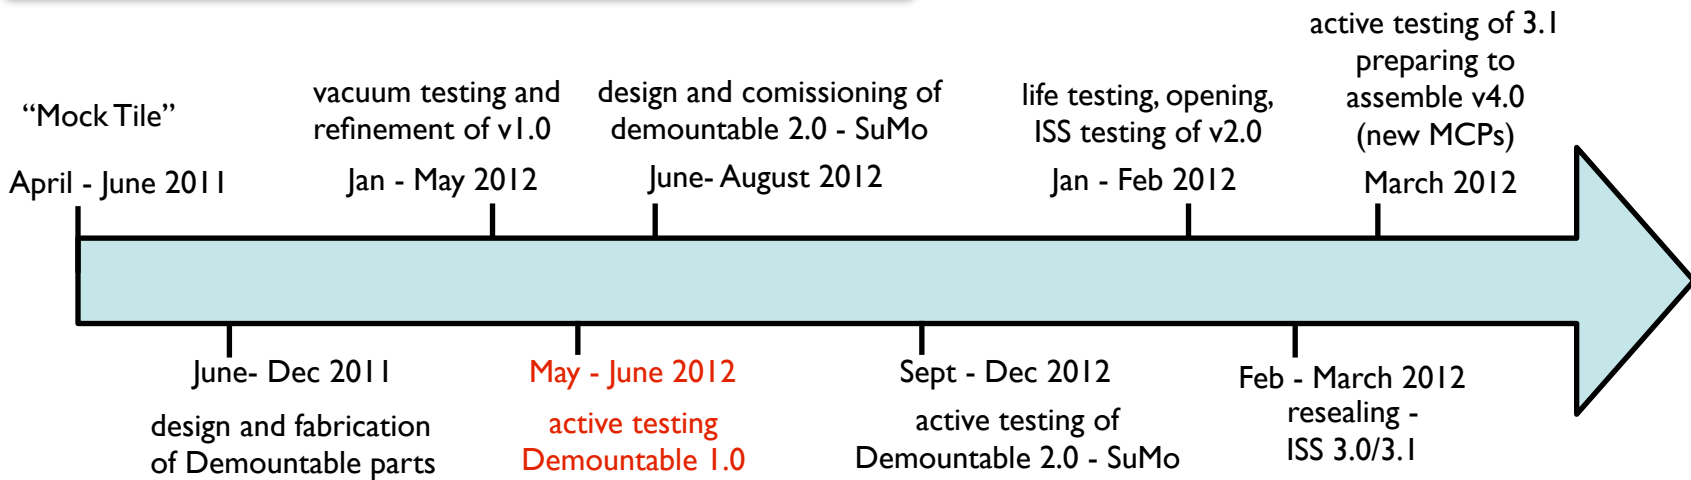 “Mock Tile”
April - June 2011
vacuum testing and
refinement of v1.0
Jan - May 2012
design and comissioning of
demountable 2.0 - SuMo
June- August 2012
life testing, opening,
ISS testing of v2.0
Jan - Feb 2012
active testing of 3.1
preparing to
assemble v4.0
(new MCPs)
March 2012
June- Dec 2011
design and fabrication
of Demountable parts
May - June 2012
active testing
Demountable 1.0
Sept - Dec 2012
active testing of
Demountable 2.0 - SuMo
Feb - March 2012
resealing -
ISS 3.0/3.1